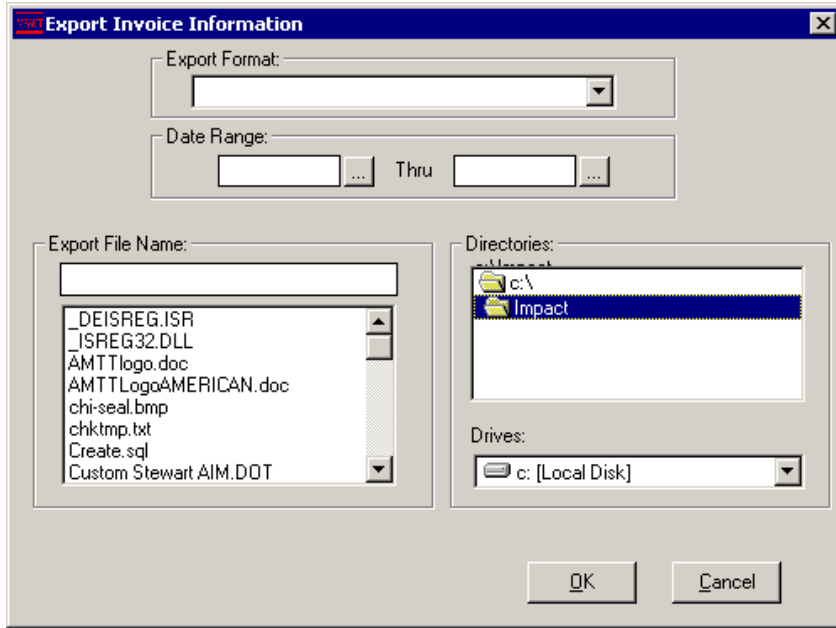 Export Invoice Information
Export Format:
Date Range:
... Thru ...
Export File Name:
_DEISREG.ISR
_ISREG32.DLL
AMTTlogo.doc
AMTTLogoAMERICAN.doc
chi-seal.bmp
chktmp.txt
Create.sql
Custom Stewart AIM.DOT
Directories:
c:\Impact
c:\
Impact
Drives:
c: [Local Disk]
OK
Cancel